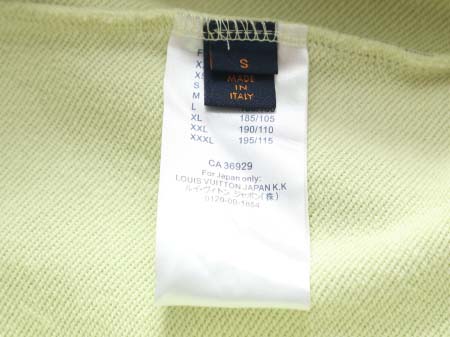 S
MADE
IN
ITALY
S
M
L
XL 185/105
XXL 190/110
XXXL 195/115
CA 36929
For Japan only:
LOUIS VUITTON JAPAN K.K
ルイ・ヴィトン ジャパン(株)
0120-00-1854